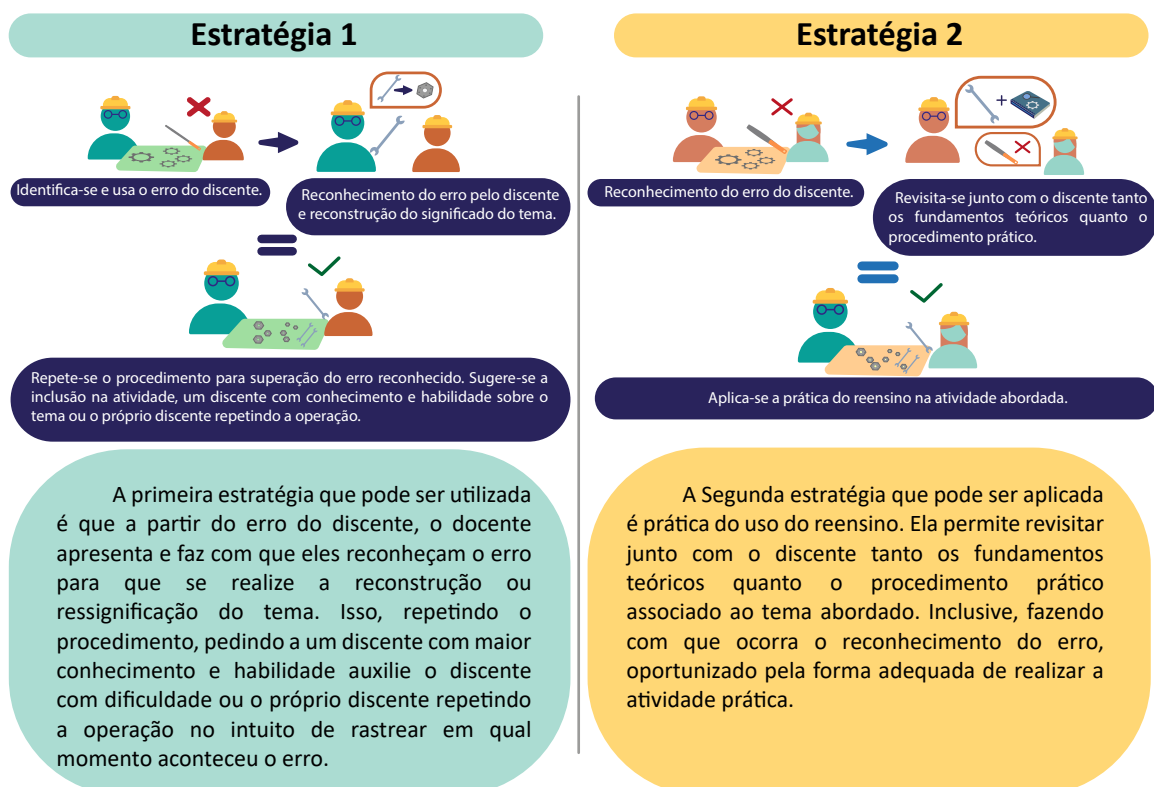 Estratégia 1
Identifica-se e usa o erro do discente.
Reconhecimento do erro pelo discente
e reconstrução do significado do tema.
Repete-se o procedimento para superação do erro reconhecido. Sugere-se a
inclusão na atividade, um discente com conhecimento e habilidade sobre o
tema ou o próprio discente repetindo a operação.
A primeira estratégia que pode ser utilizada
é que a partir do erro do discente, o docente
apresenta e faz com que eles reconheçam o erro
para que se realize a reconstrução ou
ressignificação do tema. Isso, repetindo o
procedimento, pedindo a um discente com maior
conhecimento e habilidade auxilie o discente
com dificuldade ou o próprio discente repetindo
a operação no intuito de rastrear em qual
momento aconteceu o erro.
Estratégia 2
Reconhecimento do erro do discente.
Revisita-se junto com o discente tanto
os fundamentos teóricos quanto o
procedimento prático.
Aplica-se a prática do reensino na atividade abordada.
A Segunda estratégia que pode ser aplicada
é prática do uso do reensino. Ela permite revisitar
junto com o discente tanto os fundamentos
teóricos quanto o procedimento prático
associado ao tema abordado. Inclusive, fazendo
com que ocorra o reconhecimento do erro,
oportunizado pela forma adequada de realizar a
atividade prática.